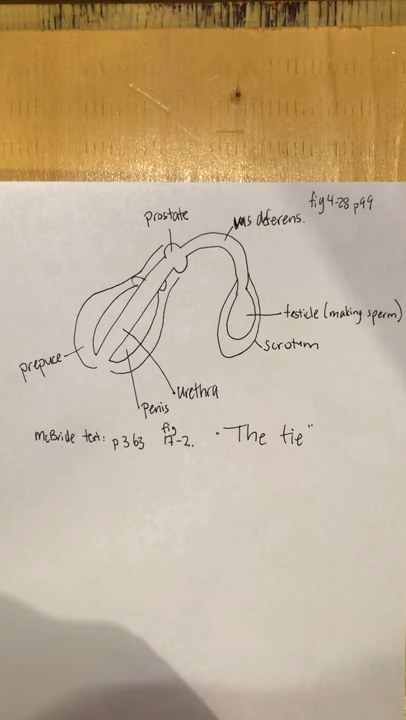 fig 4-28 p99
prostate
vas deferens.
testicle (making sperm)
scrotum
prepuce
urethra
penis
McBride text: p363 fig 17-2. • "The tie"